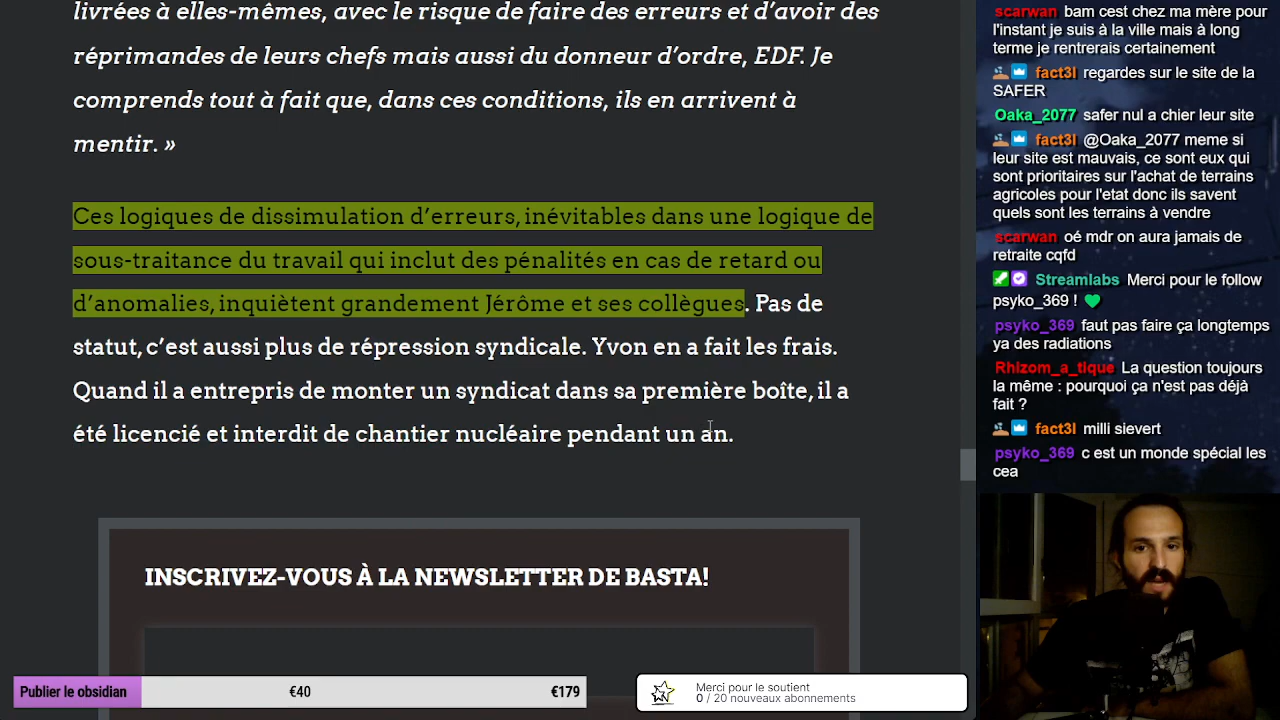 livrées à elles-mêmes, avec le risque de faire des erreurs et d’avoir des
réprimandes de leurs chefs mais aussi du donneur d’ordre, EDF. Je
comprends tout à fait que, dans ces conditions, ils en arrivent à
mentir. »
Ces logiques de dissimulation d’erreurs, inévitables dans une logique de
sous-traitance du travail qui inclut des pénalités en cas de retard ou
d’anomalies, inquiètent grandement Jérôme et ses collègues. Pas de
statut, c’est aussi plus de répression syndicale. Yvon en a fait les frais.
Quand il a entrepris de monter un syndicat dans sa première boîte, il a
été licencié et interdit de chantier nucléaire pendant un an.
INSCRIVEZ-VOUS À LA NEWSLETTER DE BASTA!
Publier le obsidian
€40
€179
Merci pour le soutient
0 / 20 nouveaux abonnements
scarwan bam cest chez ma mère pour
l'instant je suis à la ville mais à long
terme je rentrerais certainement
fact3l regardes sur le site de la
SAFER
Oaka_2077 safer nul a chier leur site
fact3l @Oaka_2077 meme si
leur site est mauvais, ce sont eux qui
sont prioritaires sur l'achat de terrains
agricoles pour l'etat donc ils savent
quels sont les terrains à vendre
scarwan oé mdr on aura jamais de
retraite cqfd
Streamlabs Merci pour le follow
psyko_369 !
psyko_369 faut pas faire ça longtemps
ya des radiations
Rhizom_a_tique La question toujours
la même : pourquoi ça n'est pas déjà
fait ?
fact3l milli sievert
psyko_369 c est un monde spécial les
cea